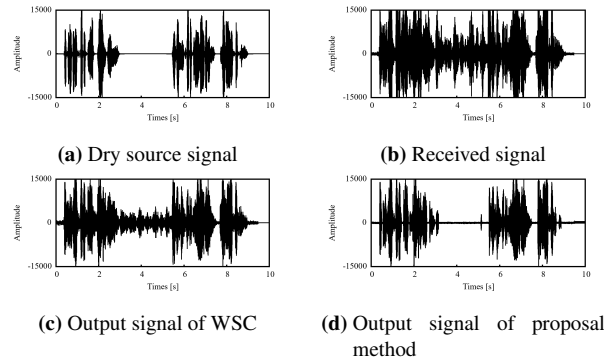 15000
0
-15000
Amplitude
0 2 4 6 8 10
Times [s]
(a) Dry source signal
15000
0
-15000
Amplitude
0 2 4 6 8 10
Times [s]
(b) Received signal
15000
0
-15000
Amplitude
0 2 4 6 8 10
Times [s]
(c) Output signal of WSC
15000
0
-15000
Amplitude
0 2 4 6 8 10
Times [s]
(d) Output signal of proposal
method